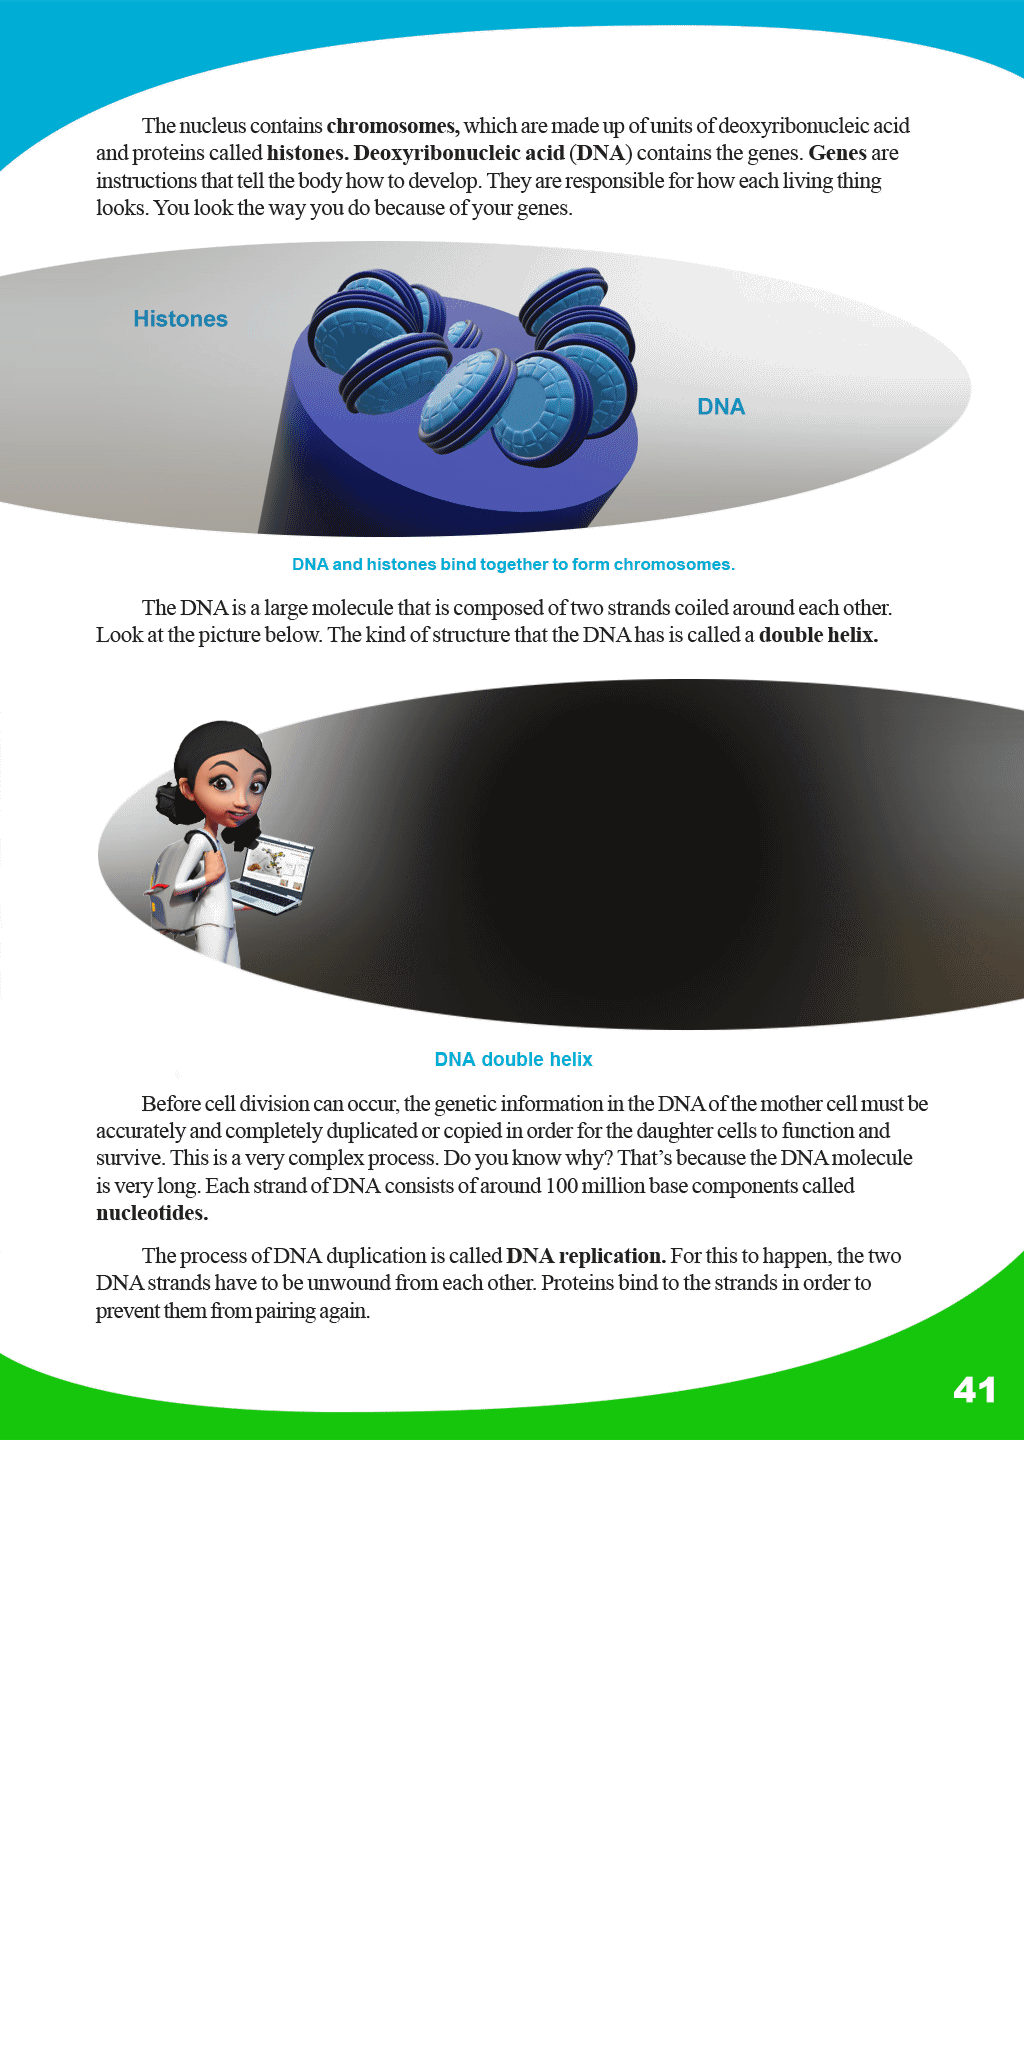 The nucleus contains chromosomes, which are made up of units of deoxyribonucleic acid
and proteins called histones. Deoxyribonucleic acid (DNA) contains the genes. Genes are
instructions that tell the body how to develop. They are responsible for how each living thing
looks. You look the way you do because of your genes.
Histones
DNA
DNA and histones bind together to form chromosomes.
The DNA is a large molecule that is composed of two strands coiled around each other.
Look at the picture below. The kind of structure that the DNA has is called a double helix.
DNA double helix
Before cell division can occur, the genetic information in the DNA of the mother cell must be
accurately and completely duplicated or copied in order for the daughter cells to function and
survive. This is a very complex process. Do you know why? That’s because the DNA molecule
is very long. Each strand of DNA consists of around 100 million base components called
nucleotides.
The process of DNA duplication is called DNA replication. For this to happen, the two
DNA strands have to be unwound from each other. Proteins bind to the strands in order to
prevent them from pairing again.
41